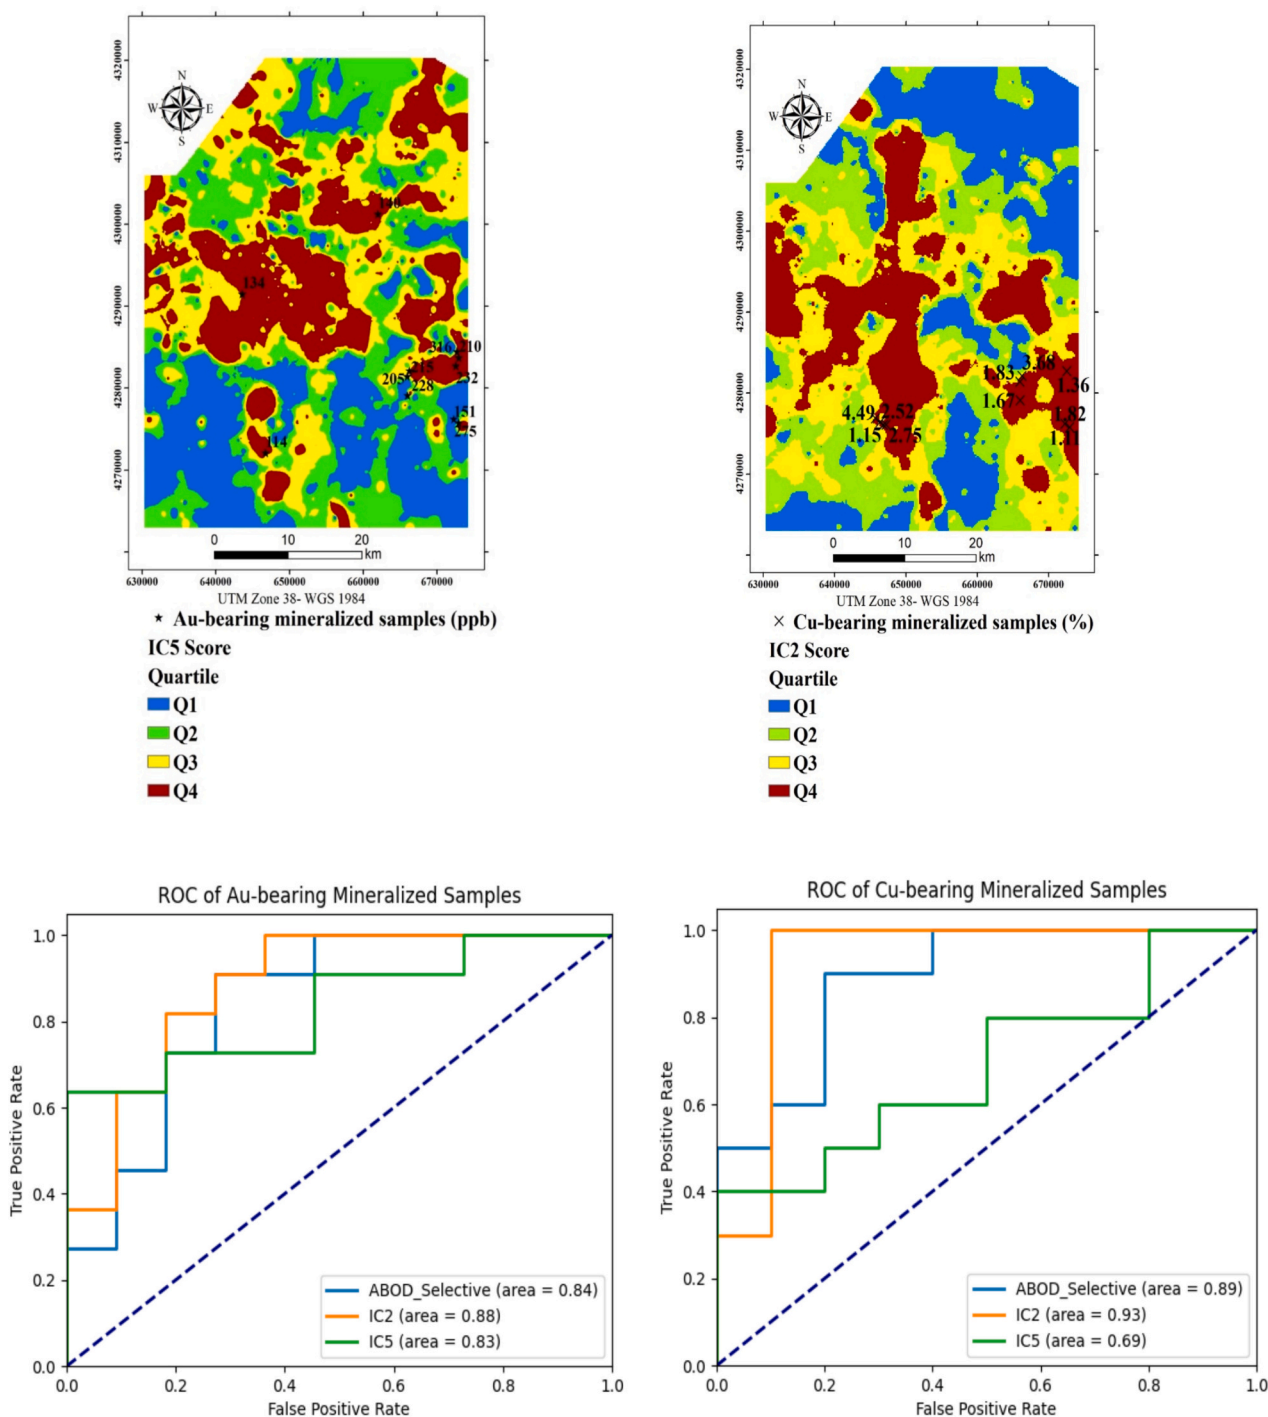 4320000
4310000
4300000
4290000
4280000
4270000
N
W E
S
140
134
316 210
215
205
232
228
151
225
114
0 10 20
km
630000 640000 650000 660000 670000
UTM Zone 38- WGS 1984
★ Au-bearing mineralized samples (ppb)
IC5 Score
Quartile
Q1
Q2
Q3
Q4
4320000
4310000
4300000
4290000
4280000
4270000
N
W E
S
1.83 3.68
1.36
1.67
4.49 2.52
1.82
1.15 2.75
1.11
0 10 20
km
630000 640000 650000 660000 670000
UTM Zone 38- WGS 1984
× Cu-bearing mineralized samples (%)
IC2 Score
Quartile
Q1
Q2
Q3
Q4
ROC of Au-bearing Mineralized Samples
True Positive Rate
1.0
0.8
0.6
0.4
0.2
0.0
ABOD_Selective (area = 0.84)
IC2 (area = 0.88)
IC5 (area = 0.83)
0.0 0.2 0.4 0.6 0.8 1.0
False Positive Rate
ROC of Cu-bearing Mineralized Samples
True Positive Rate
1.0
0.8
0.6
0.4
0.2
0.0
ABOD_Selective (area = 0.89)
IC2 (area = 0.93)
IC5 (area = 0.69)
0.0 0.2 0.4 0.6 0.8 1.0
False Positive Rate